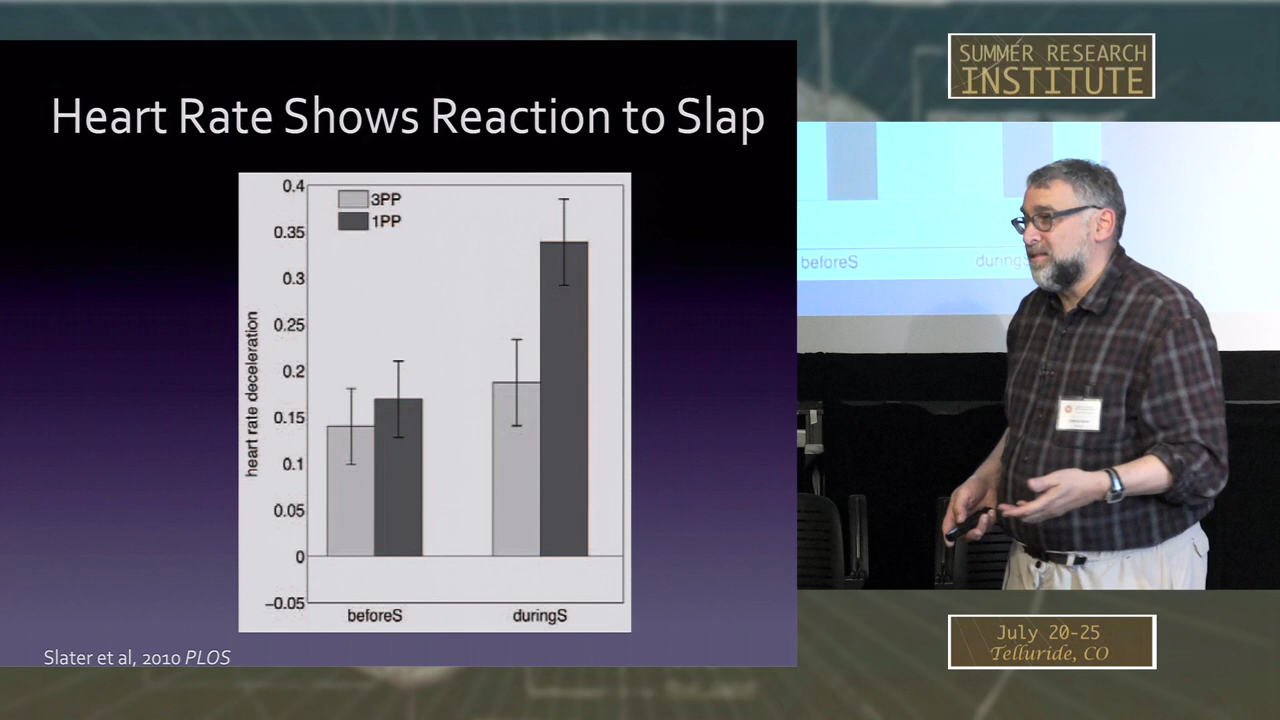 Heart Rate Shows Reaction to Slap
heart rate deceleration
0.4
0.35
0.3
0.25
0.2
0.15
0.1
0.05
0
−0.05
3PP
1PP
beforeS
duringS
Slater et al, 2010 PLOS
SUMMER RESEARCH
INSTITUTE
beforeS
duringS
July 20-25
Telluride, CO